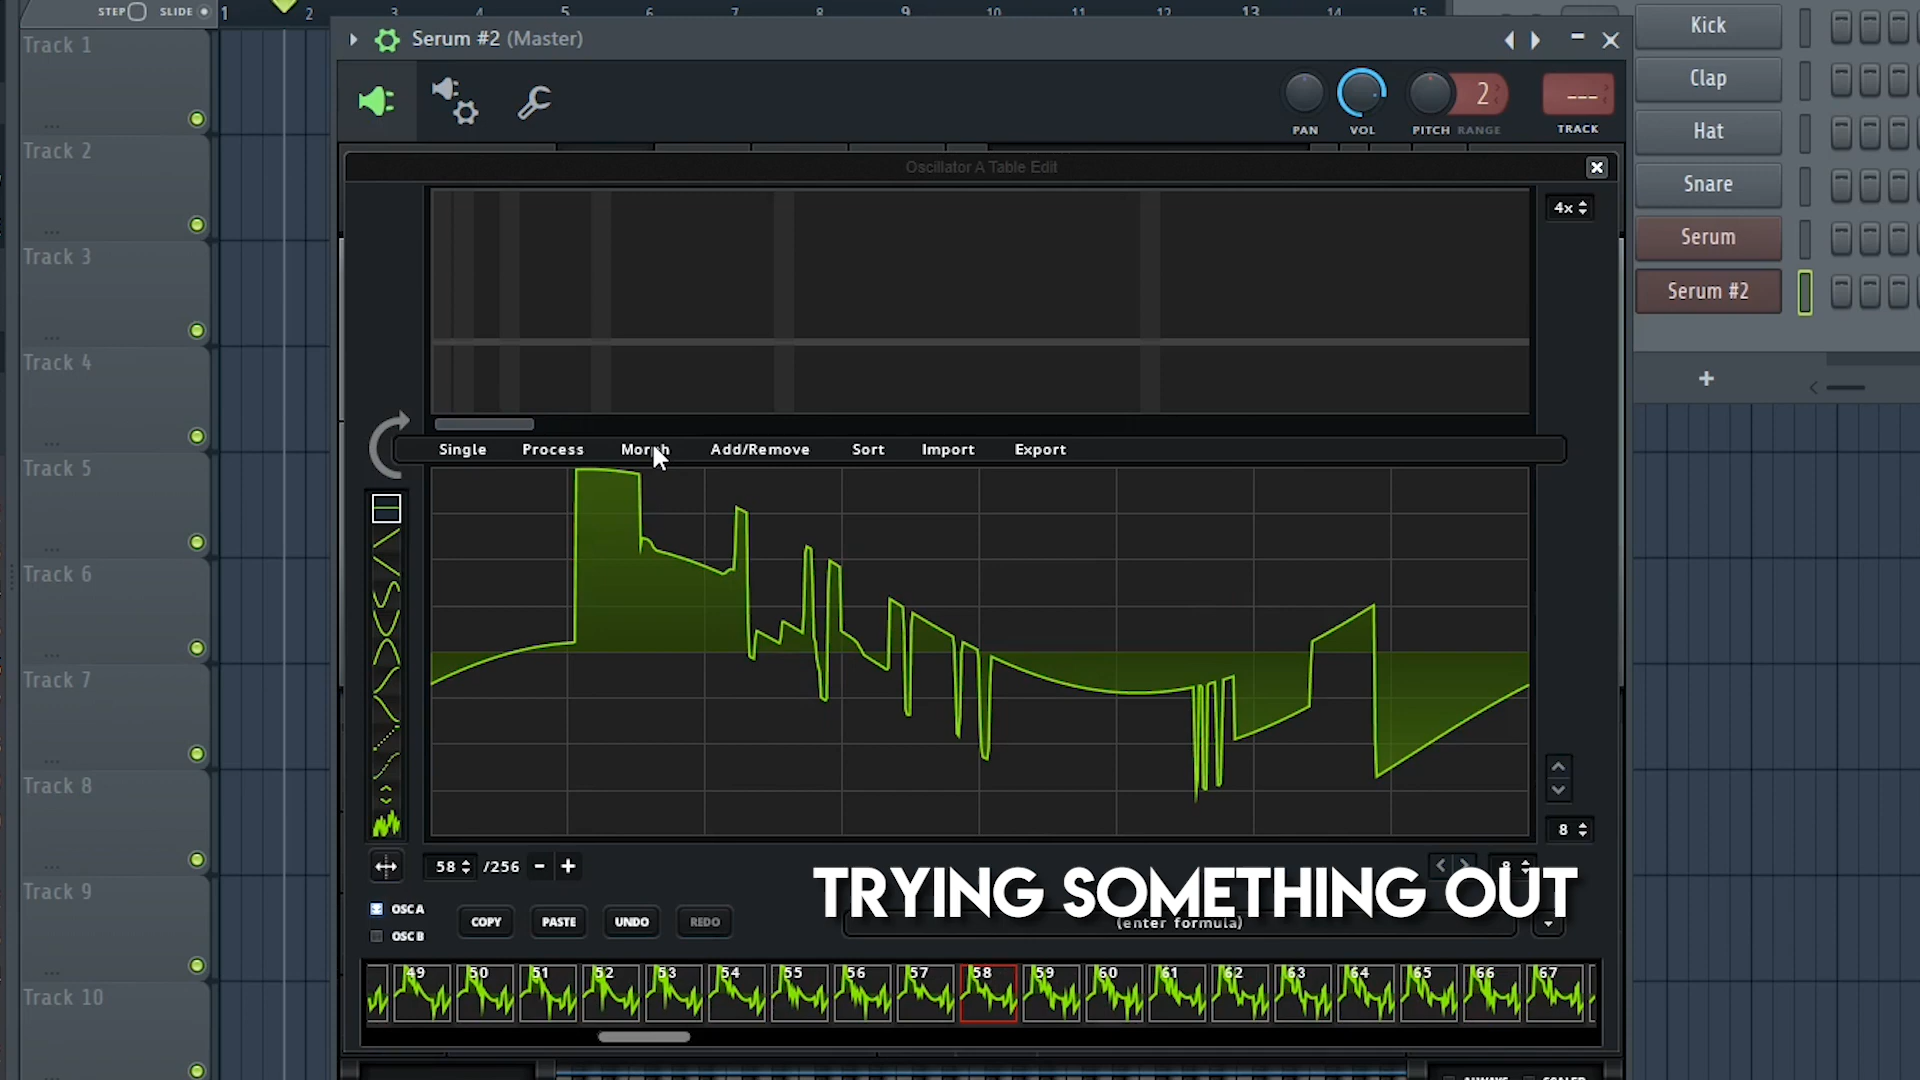 STEP SLIDE 1 2 3 4 5 6 7 8 9 10 11 12 13 14 15
Serum #2 (Master)
2
---
PAN VOL PITCH RANGE TRACK
Oscillator A Table Edit
4x
Single Process Morph Add/Remove Sort Import Export
8
58 /256 - +
8
TRYING SOMETHING OUT
OSC A
OSC B
COPY PASTE UNDO REDO
(enter formula)
49 50 51 52 53 54 55 56 57 58 59 60 61 62 63 64 65 66 67
Track 1
...
Track 2
...
Track 3
...
Track 4
...
Track 5
...
Track 6
...
Track 7
...
Track 8
...
Track 9
...
Track 10
Kick
Clap
Hat
Snare
Serum
Serum #2
+